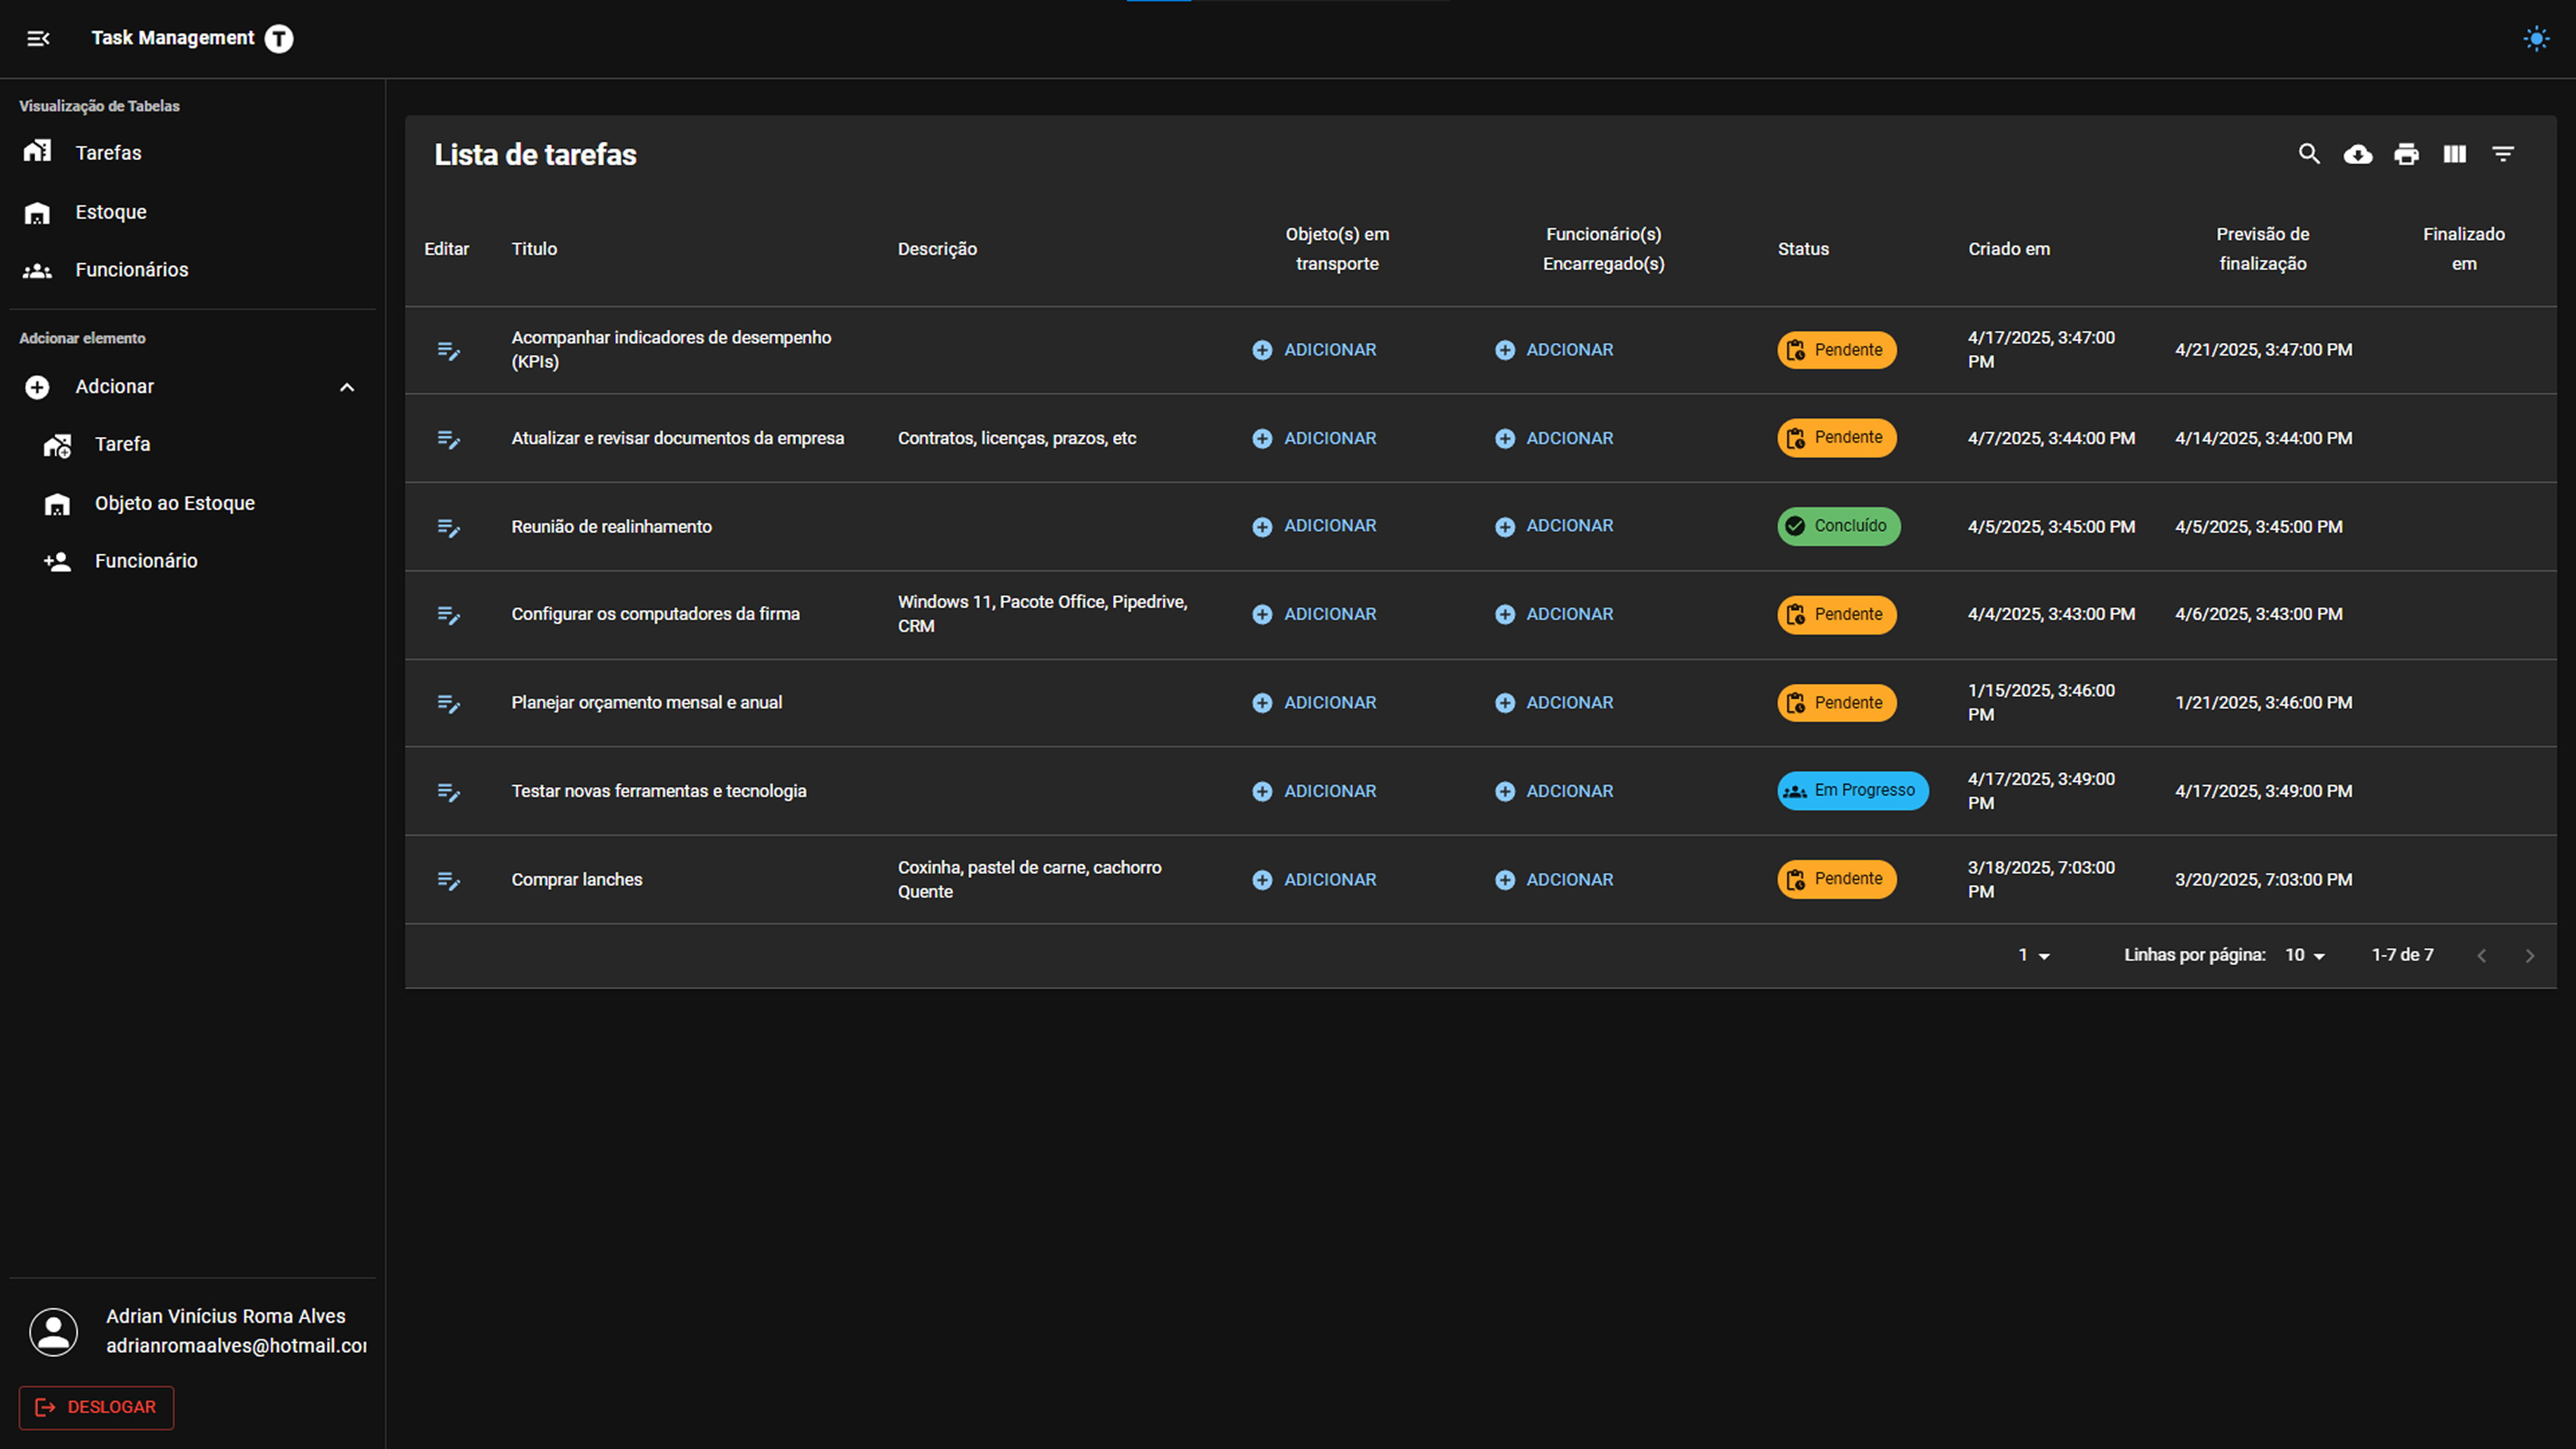 Task Management T
Visualização de Tabelas
Tarefas
Estoque
Funcionários
Adcionar elemento
Adcionar
Tarefa
Objeto ao Estoque
Funcionário
Adrian Vinícius Roma Alves
adrianromaalves@hotmail.co
DESLOGAR
Lista de tarefas
Editar
Titulo
Descrição
Objeto(s) em
transporte
Funcionário(s)
Encarregado(s)
Status
Criado em
Previsão de
finalização
Finalizado
em
Acompanhar indicadores de desempenho
(KPIs)
ADICIONAR
ADCIONAR
Pendente
4/17/2025, 3:47:00
PM
4/21/2025, 3:47:00 PM
Atualizar e revisar documentos da empresa
Contratos, licenças, prazos, etc
ADICIONAR
ADCIONAR
Pendente
4/7/2025, 3:44:00 PM
4/14/2025, 3:44:00 PM
Reunião de realinhamento
ADICIONAR
ADCIONAR
Concluído
4/5/2025, 3:45:00 PM
4/5/2025, 3:45:00 PM
Configurar os computadores da firma
Windows 11, Pacote Office, Pipedrive,
CRM
ADICIONAR
ADCIONAR
Pendente
4/4/2025, 3:43:00 PM
4/6/2025, 3:43:00 PM
Planejar orçamento mensal e anual
ADICIONAR
ADCIONAR
Pendente
1/15/2025, 3:46:00
PM
1/21/2025, 3:46:00 PM
Testar novas ferramentas e tecnologia
ADICIONAR
ADCIONAR
Em Progresso
4/17/2025, 3:49:00
PM
4/17/2025, 3:49:00 PM
Comprar lanches
Coxinha, pastel de carne, cachorro
Quente
ADICIONAR
ADCIONAR
Pendente
3/18/2025, 7:03:00
PM
3/20/2025, 7:03:00 PM
1
Linhas por página: 10
1-7 de 7